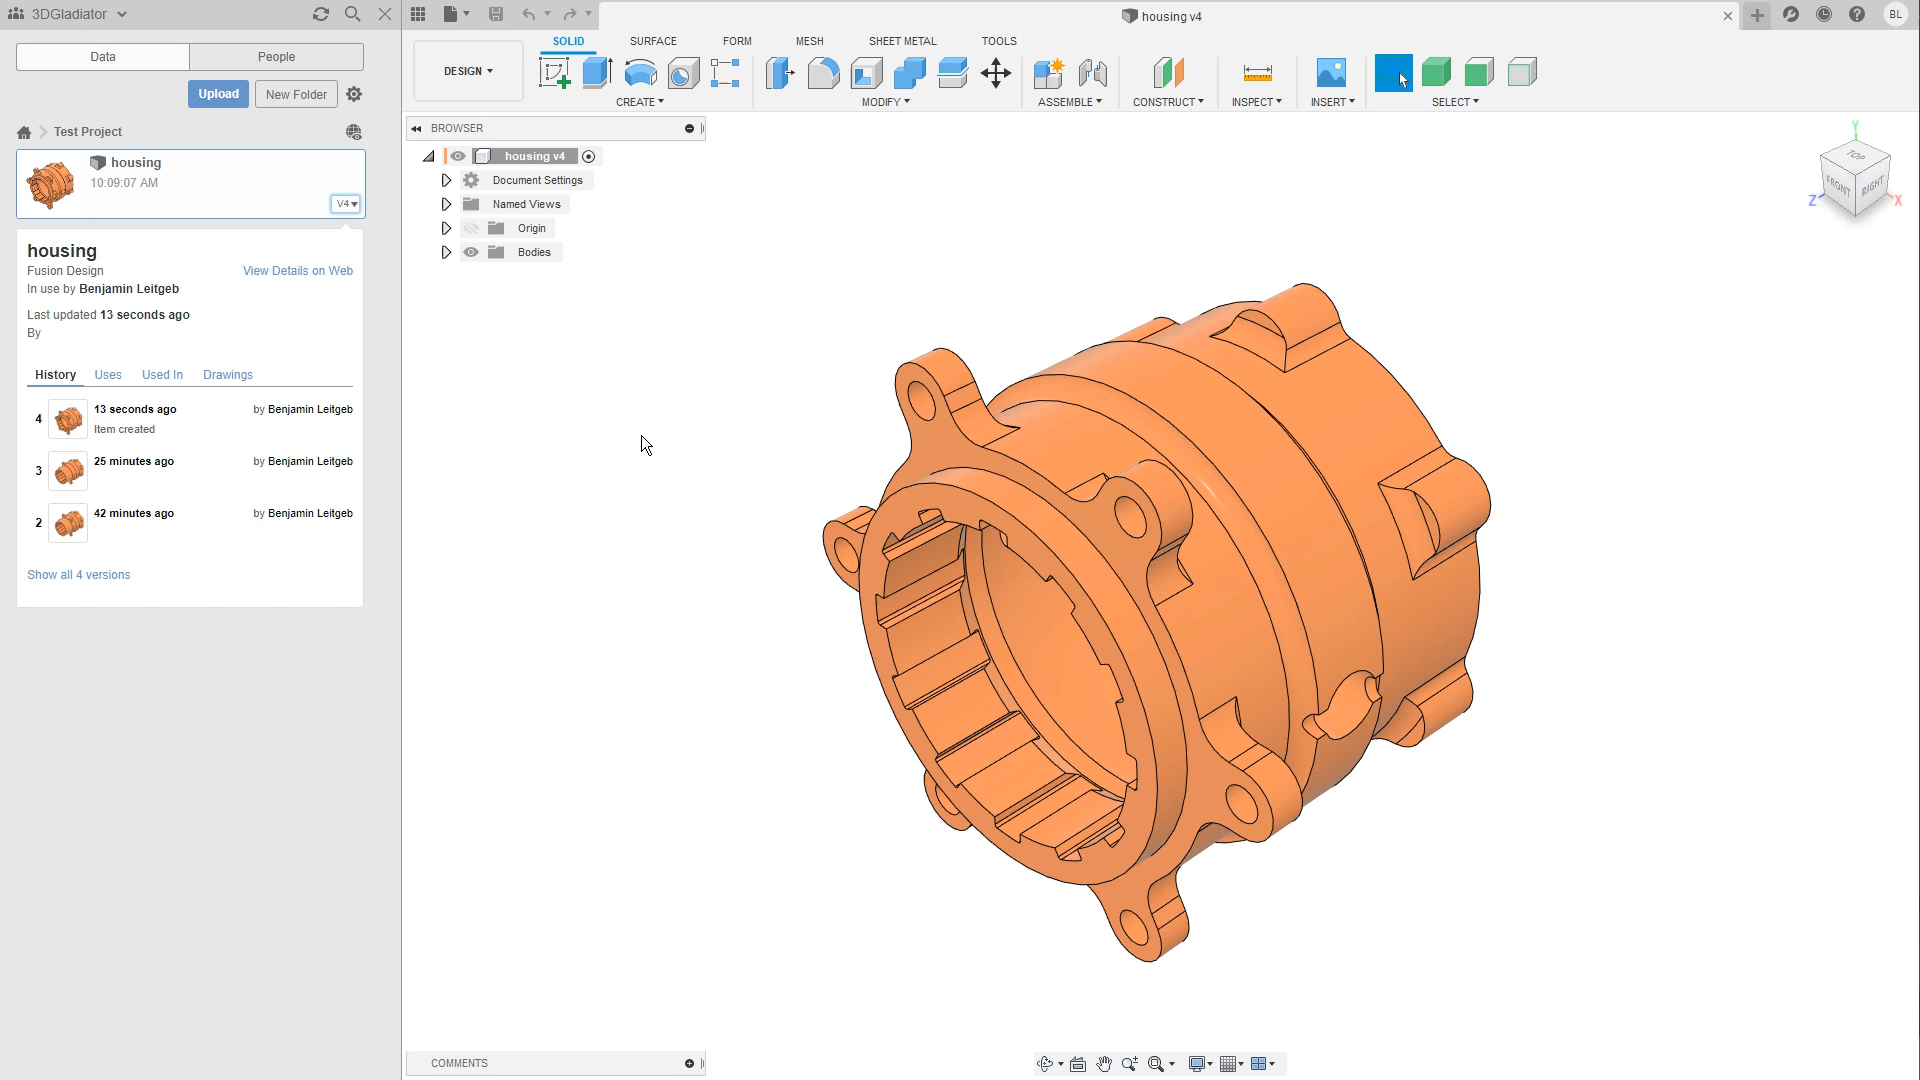 3DGladiator
housing v4
BL
Data
People
Upload
New Folder
Test Project
housing
10:09:07 AM
V4
housing
Fusion Design
View Details on Web
In use by Benjamin Leitgeb
Last updated 13 seconds ago
By
History
Uses
Used In
Drawings
4
13 seconds ago
by Benjamin Leitgeb
Item created
3
25 minutes ago
by Benjamin Leitgeb
2
42 minutes ago
by Benjamin Leitgeb
Show all 4 versions
DESIGN
SOLID
SURFACE
FORM
MESH
SHEET METAL
TOOLS
CREATE
MODIFY
ASSEMBLE
CONSTRUCT
INSPECT
INSERT
SELECT
BROWSER
housing v4
Document Settings
Named Views
Origin
Bodies
Y
TOP
FRONT
RIGHT
Z
X
COMMENTS